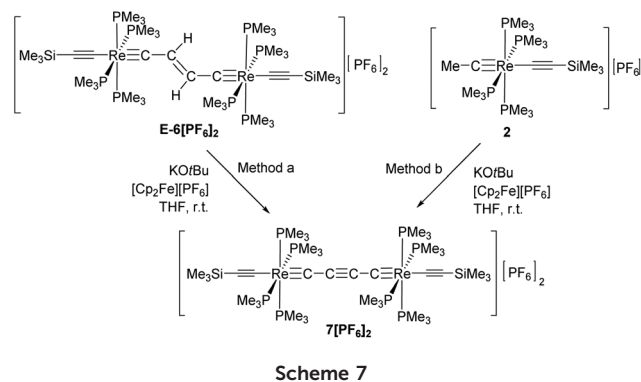 PMe3 PMe3
PMe3 PMe3 PMe3
H
Me3Si Re C C [PF6]2 Me C Re SiMe3 [PF6]
C C Re SiMe3
Me3P H Me3P
PMe3 Me3P PMe3
PMe3
E-6[PF6]2 2
KOtBu Method a Method b KOtBu
[Cp2Fe][PF6] [Cp2Fe][PF6]
THF, r.t. THF, r.t.
PMe3 PMe3
PMe3 PMe3
Me3Si Re C C C C Re SiMe3 [PF6]2
Me3P Me3P
PMe3 PMe3
7[PF6]2
Scheme 7